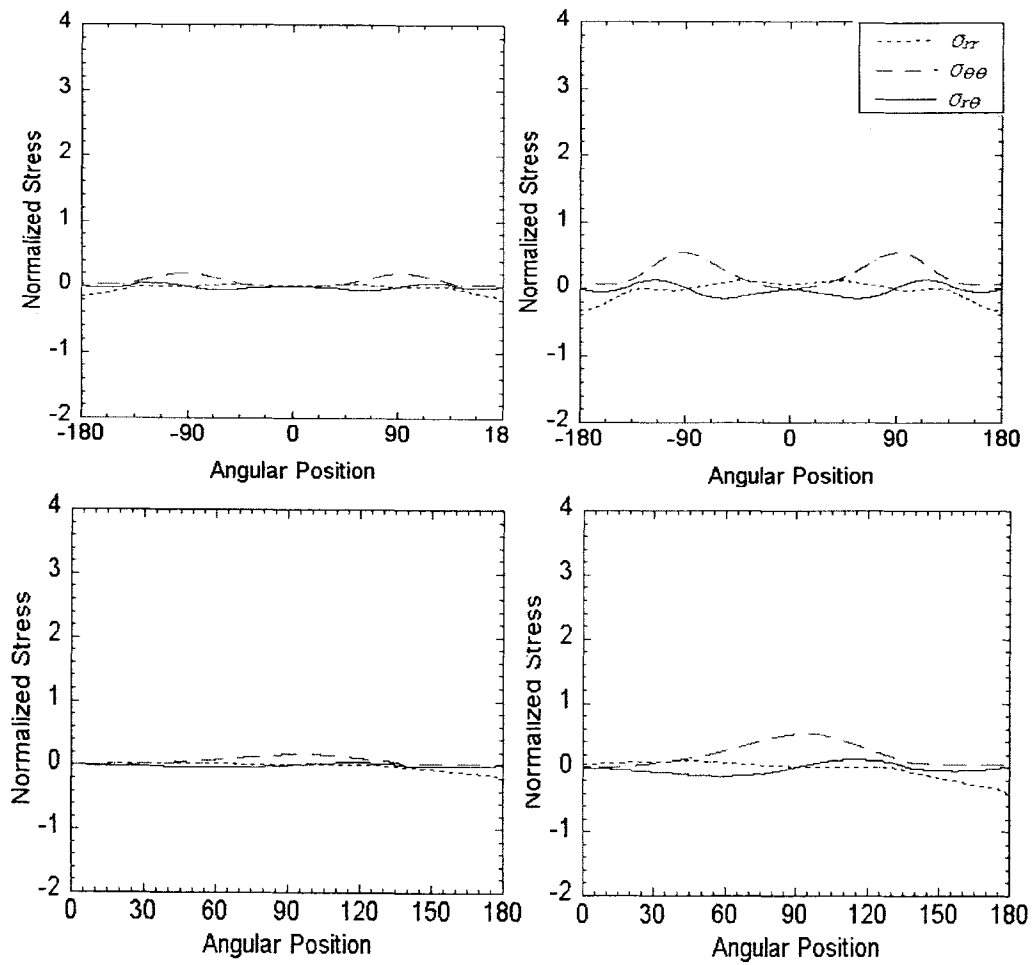 4
3
2
1
0
-1
-2
Normalized Stress
-180 -90 0 90 18
Angular Position
4
3
2
1
0
-1
-2
Normalized Stress
-180 -90 0 90 180
Angular Position
σrr
σθθ
σrθ
4
3
2
1
0
-1
-2
Normalized Stress
0 30 60 90 120 150 180
Angular Position
4
3
2
1
0
-1
-2
Normalized Stress
0 30 60 90 120 150 180
Angular Position